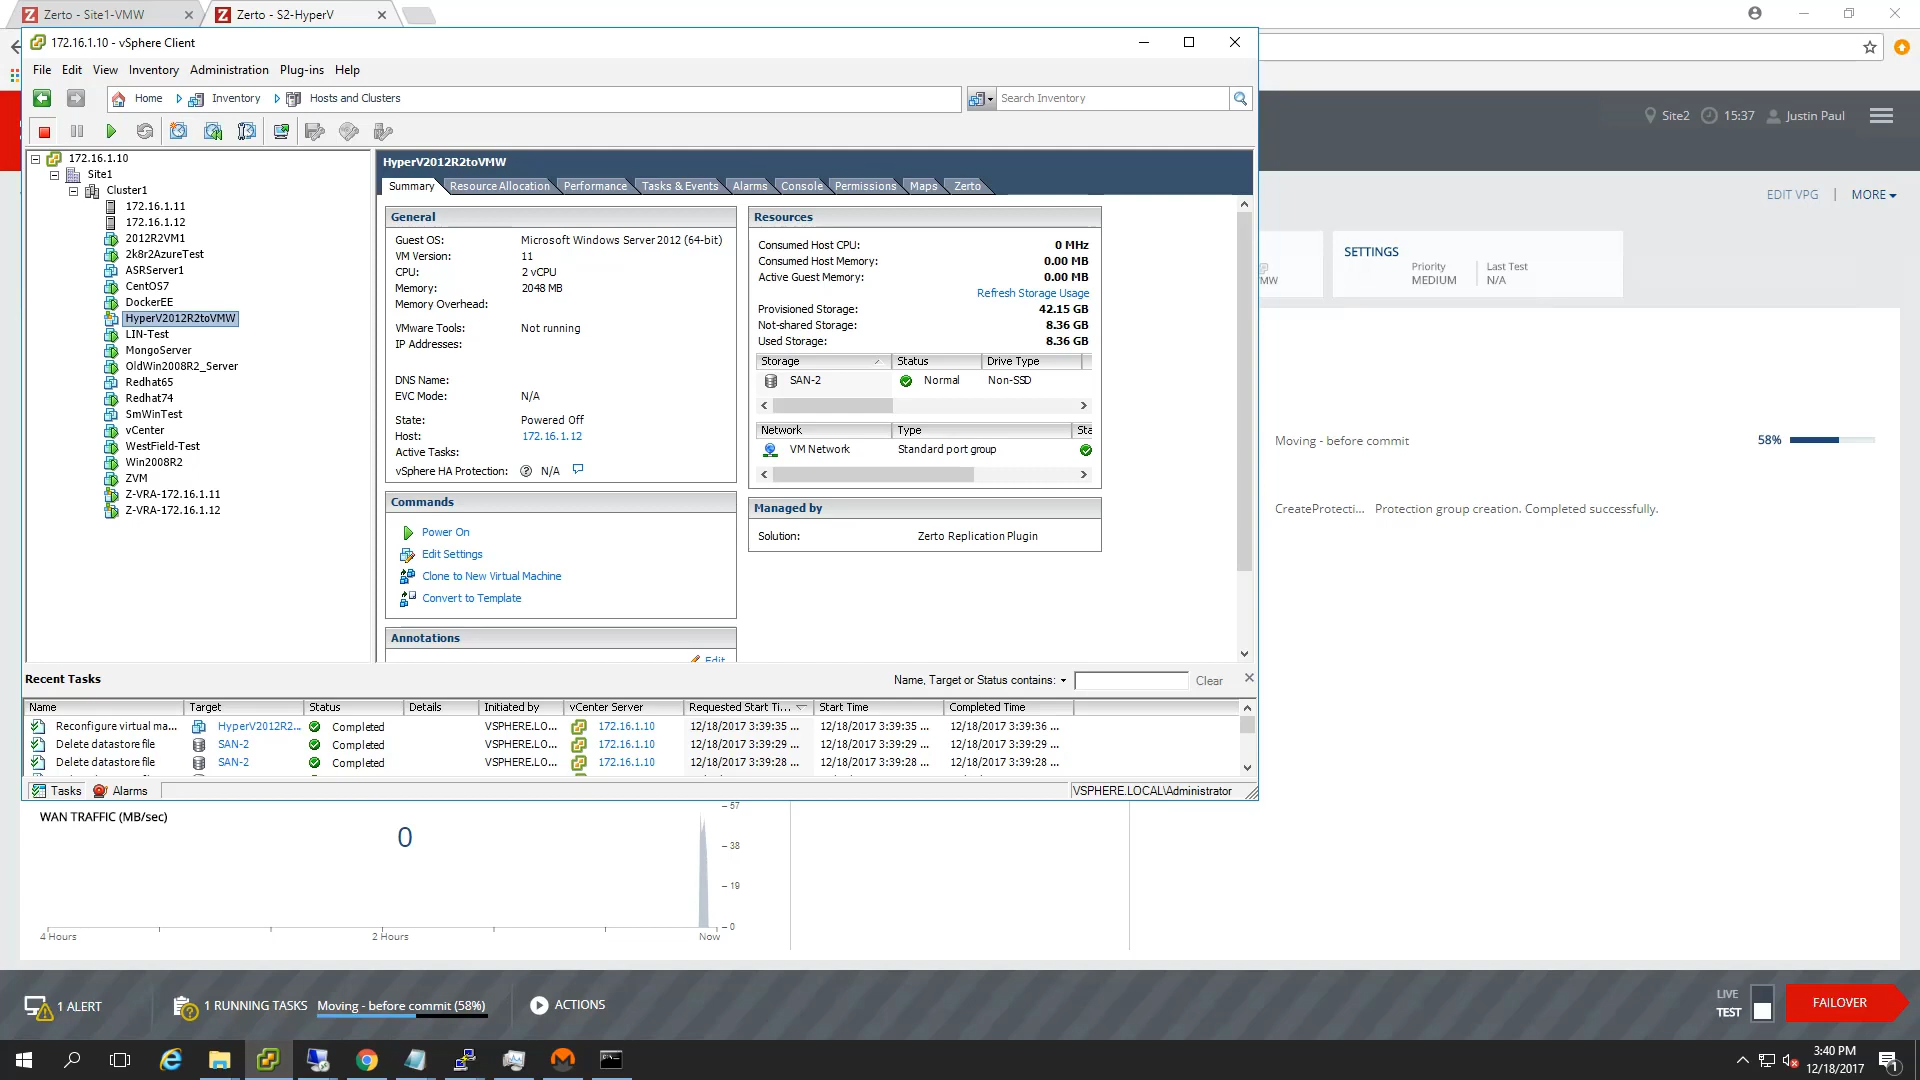 Zerto - Site1-VMW
Zerto - S2-HyperV
172.16.1.10 - vSphere Client
File Edit View Inventory Administration Plug-ins Help
Home Inventory Hosts and Clusters
Search Inventory
Site2 15:37 Justin Paul
172.16.1.10
Site1
Cluster1
172.16.1.11
172.16.1.12
2012R2VM1
2k8r2AzureTest
ASRServer1
CentOS7
DockerEE
HyperV2012R2toVMW
LIN-Test
MongoServer
OldWin2008R2_Server
Redhat65
Redhat74
SmWinTest
vCenter
WestField-Test
Win2008R2
ZVM
Z-VRA-172.16.1.11
Z-VRA-172.16.1.12
HyperV2012R2toVMW
Summary Resource Allocation Performance Tasks & Events Alarms Console Permissions Maps Zerto
General
Guest OS: Microsoft Windows Server 2012 (64-bit)
VM Version: 11
CPU: 2 vCPU
Memory: 2048 MB
Memory Overhead:
VMware Tools: Not running
IP Addresses:
DNS Name:
EVC Mode: N/A
State: Powered Off
Host: 172.16.1.12
Active Tasks:
vSphere HA Protection: N/A
Commands
Power On
Edit Settings
Clone to New Virtual Machine
Convert to Template
Annotations
Edit
Resources
Consumed Host CPU: 0 MHz
Consumed Host Memory: 0.00 MB
Active Guest Memory: 0.00 MB
Refresh Storage Usage
Provisioned Storage: 42.15 GB
Not-shared Storage: 8.36 GB
Used Storage: 8.36 GB
Storage Status Drive Type
SAN-2 Normal Non-SSD
Network Type Sta
VM Network Standard port group
Managed by
Solution: Zerto Replication Plugin
EDIT VPG | MORE
MW
SETTINGS
Priority
MEDIUM
Last Test
N/A
Moving - before commit 58%
CreateProtecti... Protection group creation. Completed successfully.
Recent Tasks
Name, Target or Status contains: Clear
Name Target Status Details Initiated by vCenter Server Requested Start Ti... Start Time Completed Time
Reconfigure virtual ma... HyperV2012R2... Completed VSPHERE.LO... 172.16.1.10 12/18/2017 3:39:35 ... 12/18/2017 3:39:35 ... 12/18/2017 3:39:36 ...
Delete datastore file SAN-2 Completed VSPHERE.LO... 172.16.1.10 12/18/2017 3:39:29 ... 12/18/2017 3:39:29 ... 12/18/2017 3:39:29 ...
Delete datastore file SAN-2 Completed VSPHERE.LO... 172.16.1.10 12/18/2017 3:39:28 ... 12/18/2017 3:39:28 ... 12/18/2017 3:39:28 ...
Tasks Alarms
VSPHERE.LOCAL\Administrator
WAN TRAFFIC (MB/sec)
0
57
38
19
0
4 Hours 2 Hours Now
1 ALERT
1 RUNNING TASKS Moving - before commit (58%)
ACTIONS
LIVE
TEST
FAILOVER
3:40 PM
12/18/2017
1